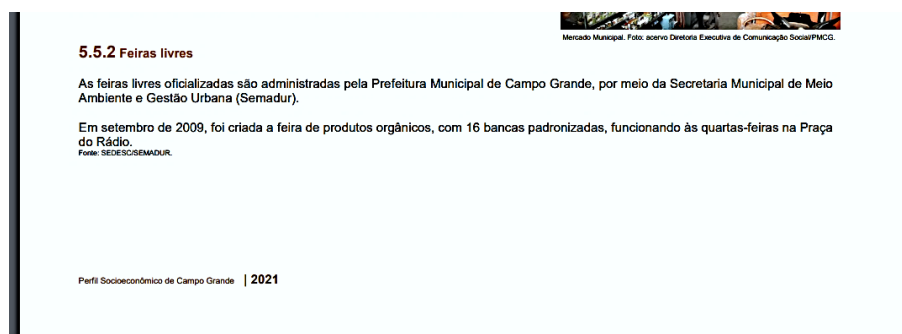 Mercado Municipal. Foto: acervo Diretoria Executiva de Comunicação Social/PMCG.
5.5.2 Feiras livres
As feiras livres oficializadas são administradas pela Prefeitura Municipal de Campo Grande, por meio da Secretaria Municipal de Meio
Ambiente e Gestão Urbana (Semadur).
Em setembro de 2009, foi criada a feira de produtos orgânicos, com 16 bancas padronizadas, funcionando às quartas-feiras na Praça
do Rádio.
Fonte: SEDESC/SEMADUR.
Perfil Socioeconômico de Campo Grande | 2021